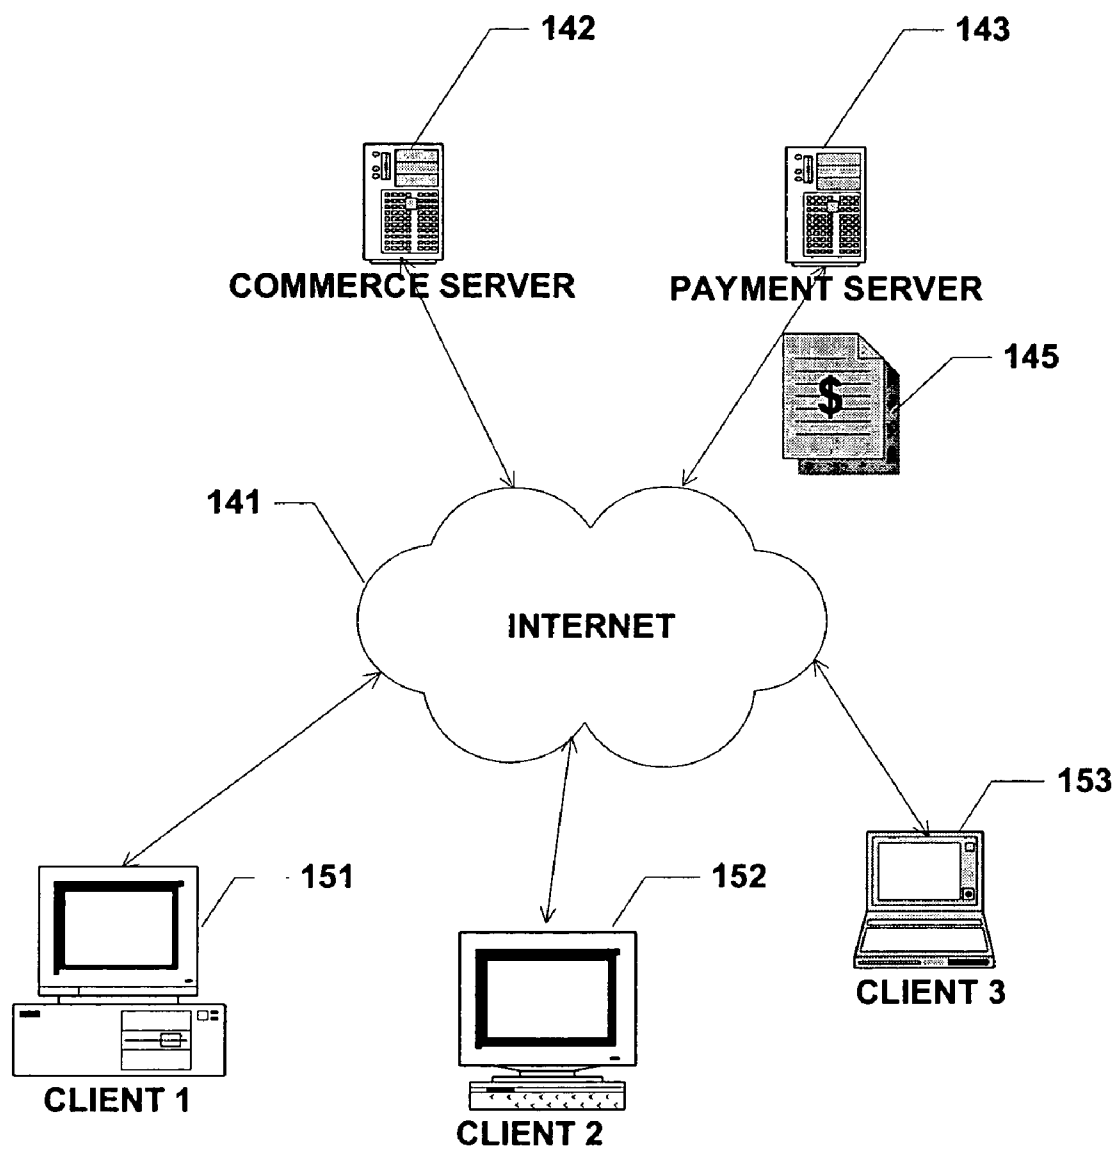 142
143
COMMERCE SERVER
PAYMENT SERVER
145
$
141
INTERNET
153
151
152
CLIENT 3
CLIENT 1
CLIENT 2